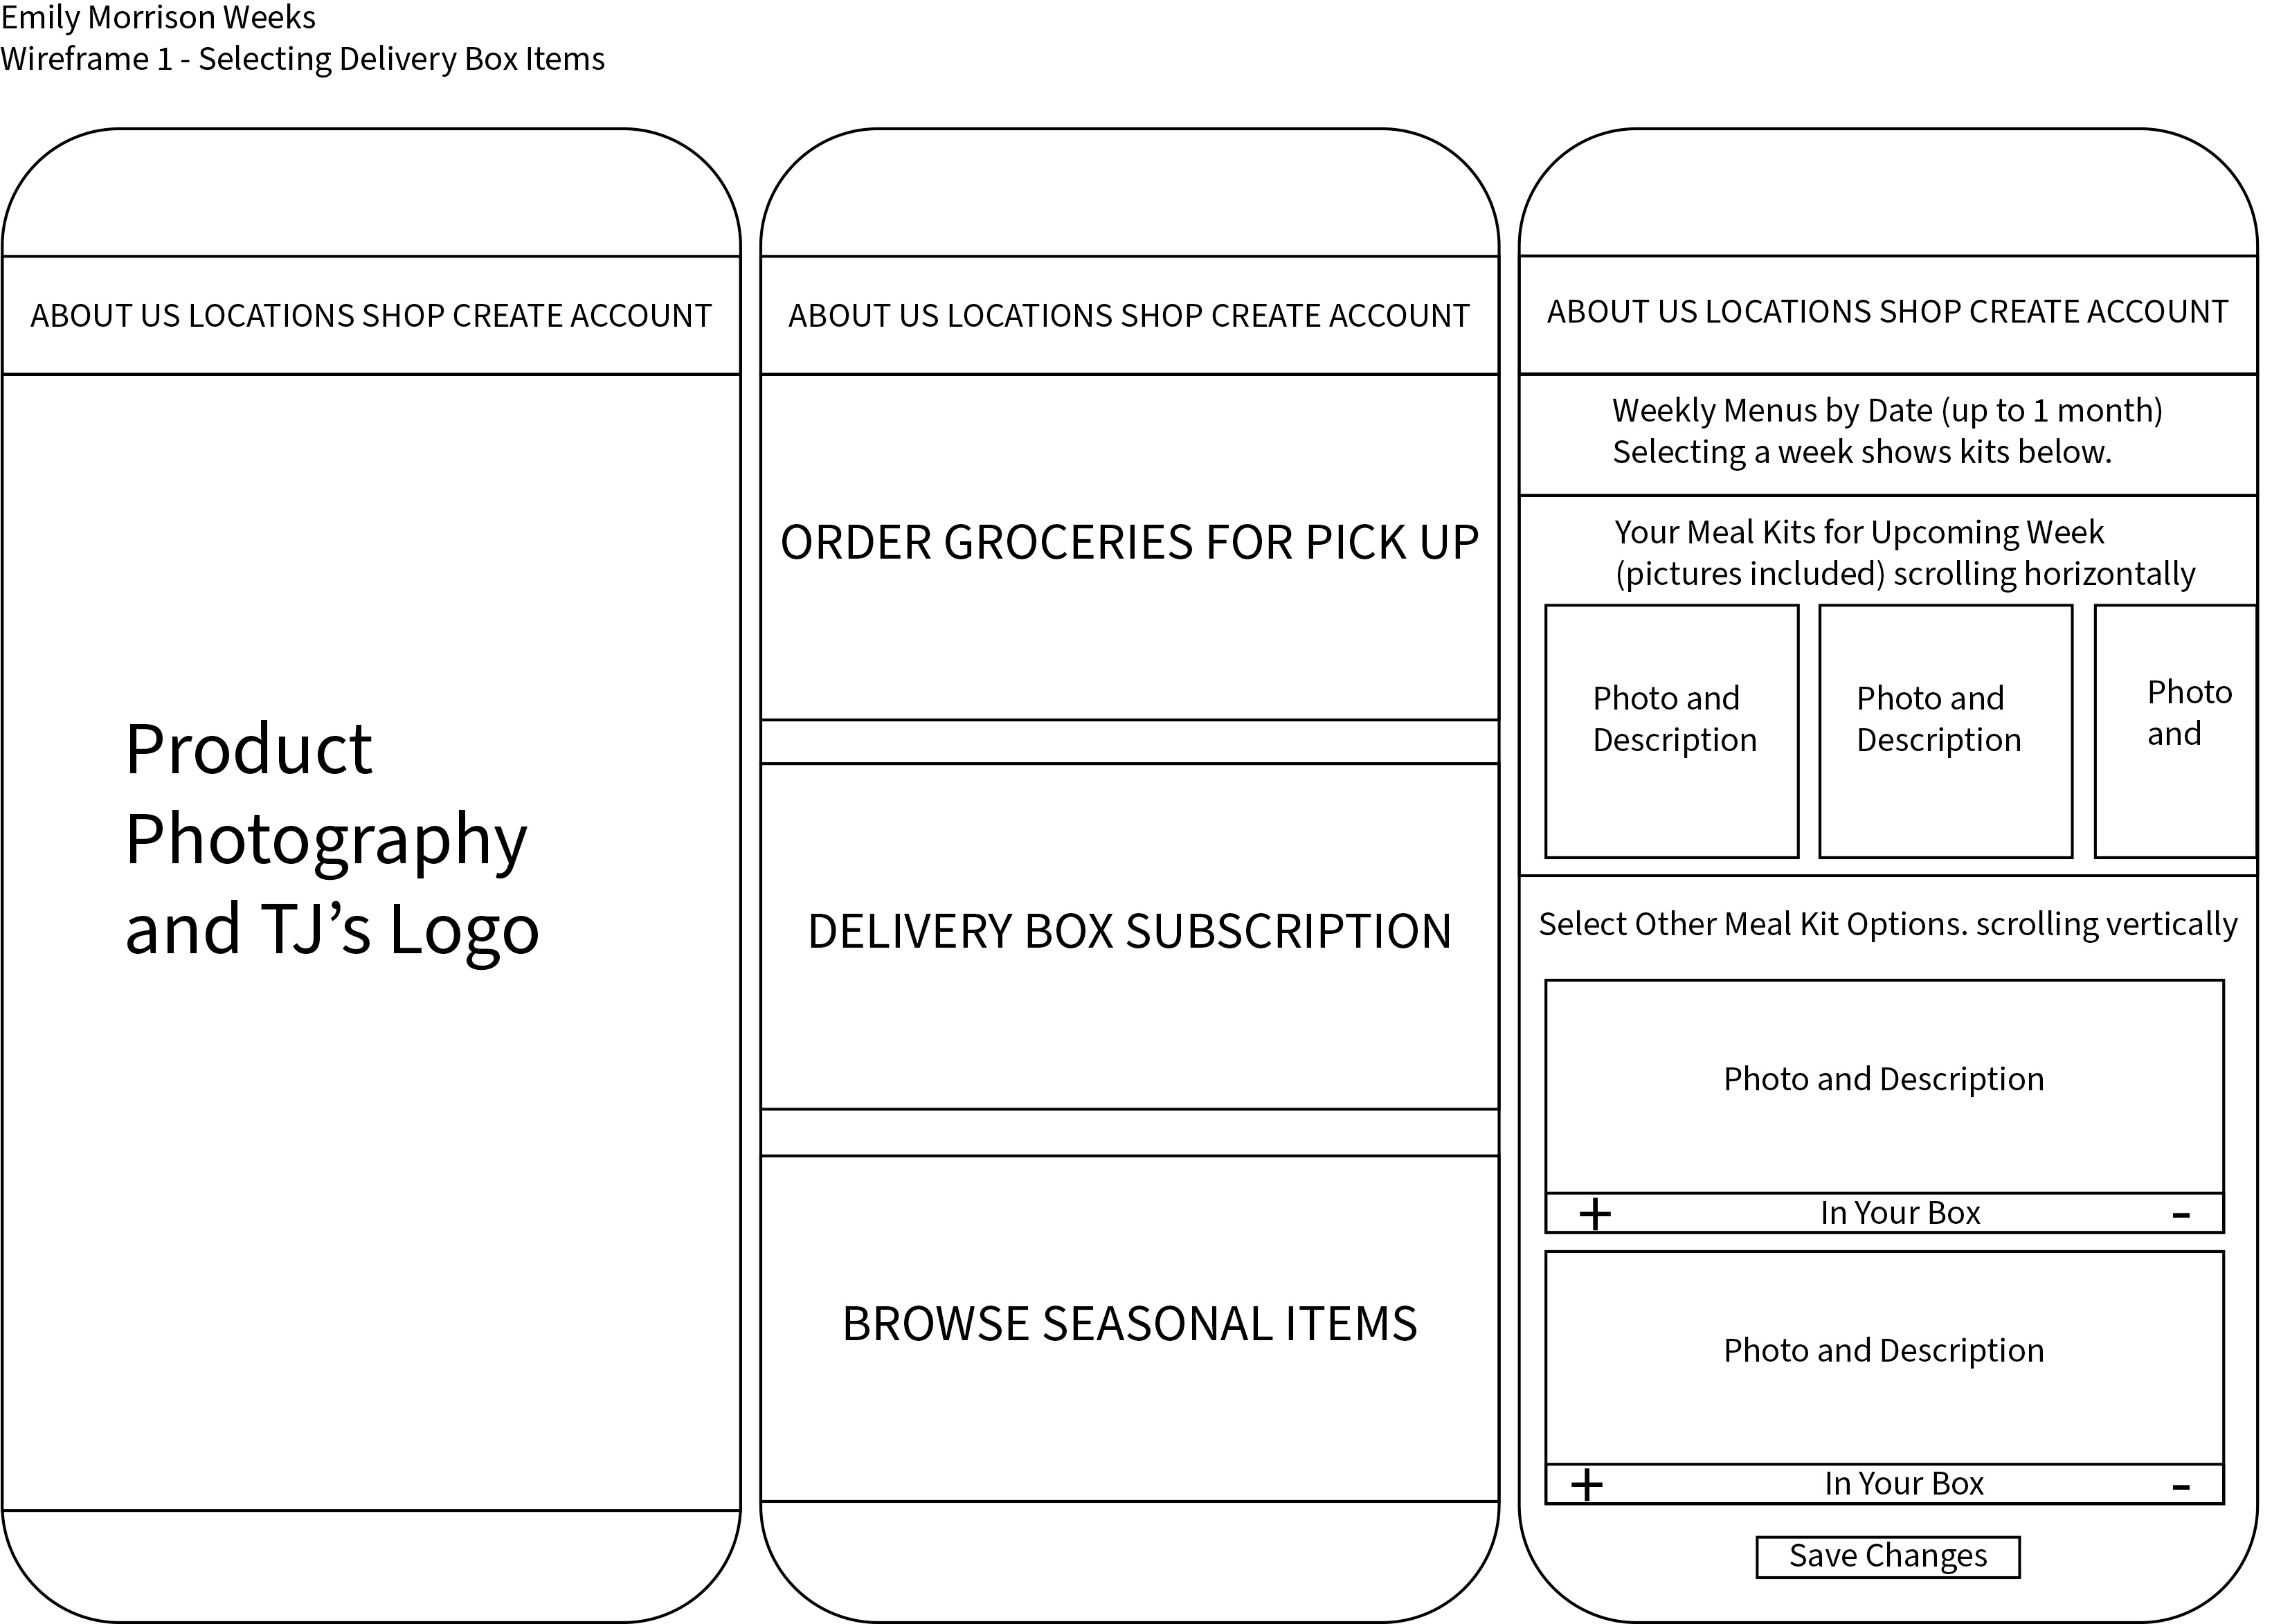 Emily Morrison Weeks
Wireframe 1 - Selecting Delivery Box Items
ABOUT US LOCATIONS SHOP CREATE ACCOUNT
Product
Photography
and TJ’s Logo
ABOUT US LOCATIONS SHOP CREATE ACCOUNT
ORDER GROCERIES FOR PICK UP
DELIVERY BOX SUBSCRIPTION
BROWSE SEASONAL ITEMS
ABOUT US LOCATIONS SHOP CREATE ACCOUNT
Weekly Menus by Date (up to 1 month)
Selecting a week shows kits below.
Your Meal Kits for Upcoming Week
(pictures included) scrolling horizontally
Photo and
Description
Photo and
Description
Photo
and
Select Other Meal Kit Options. scrolling vertically
Photo and Description
+ In Your Box -
Photo and Description
+ In Your Box -
Save Changes